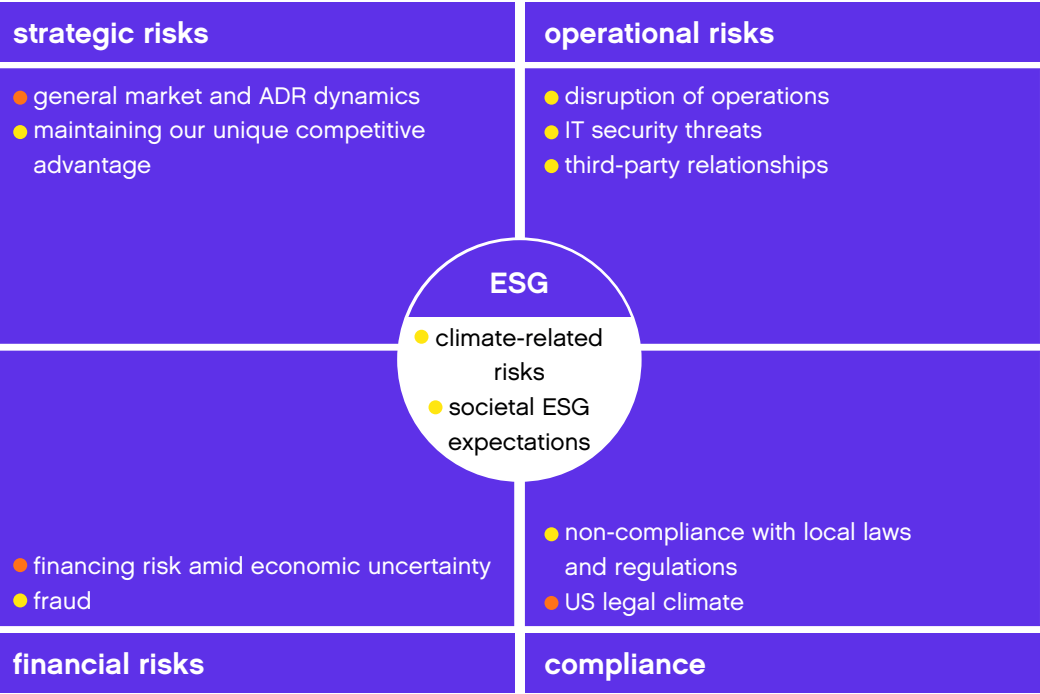 strategic risks
general market and ADR dynamics
maintaining our unique competitive
advantage
operational risks
disruption of operations
IT security threats
third-party relationships
ESG
climate-related
risks
societal ESG
expectations
financing risk amid economic uncertainty
fraud
financial risks
non-compliance with local laws
and regulations
US legal climate
compliance